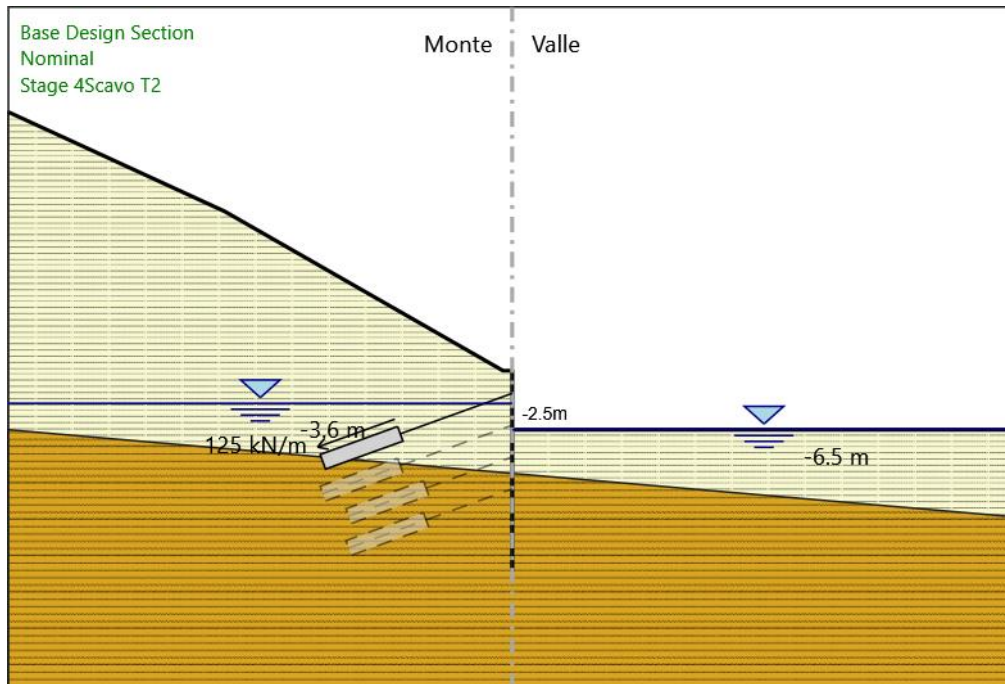 Base Design Section
Nominal
Stage 4Scavo T2
Monte
Valle
-2.5m
-3,6 m
125 kN/m
-6.5 m